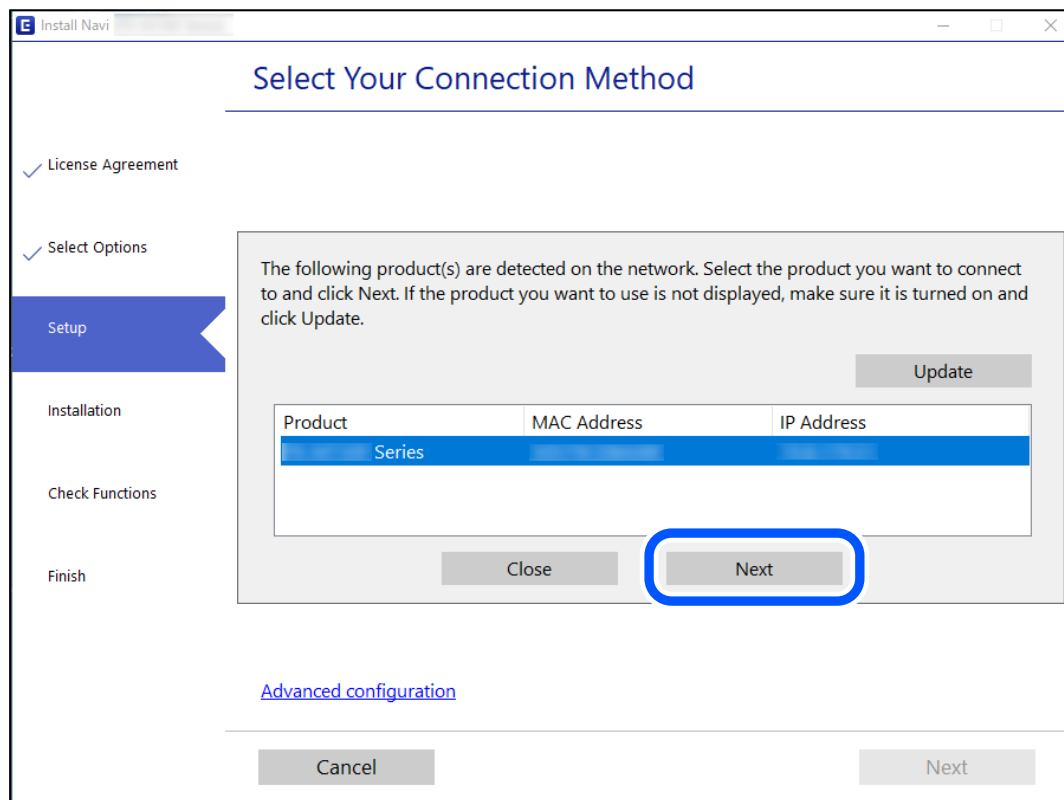 Install Navi
Select Your Connection Method
License Agreement
Select Options
Setup
Installation
Check Functions
Finish
The following product(s) are detected on the network. Select the product you want to connect
to and click Next. If the product you want to use is not displayed, make sure it is turned on and
click Update.
Update
Product MAC Address IP Address
Series
Close Next
Advanced configuration
Cancel Next